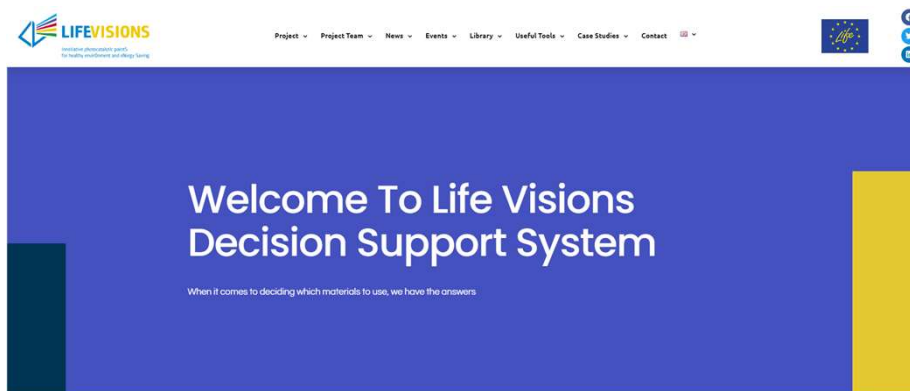 LIFEVISIONS
innovative photocatalytic paints
for healthy environment and energy saving
Project
Project Team
News
Events
Library
Useful Tools
Case Studies
Contact
Life
Welcome To Life Visions
Decision Support System
When it comes to deciding which materials to use, we have the answers